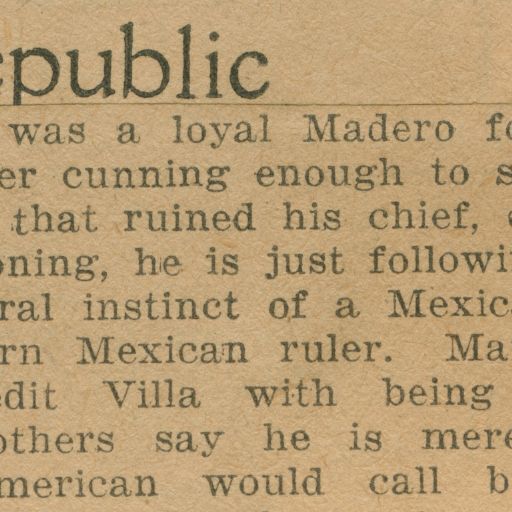 epublic
was a loyal Madero fo
er cunning enough to s
that ruined his chief,
oning, he is just followi
ral instinct of a Mexic
rn Mexican ruler. Ma
edit Villa with being
others say he is mere
merican would call b